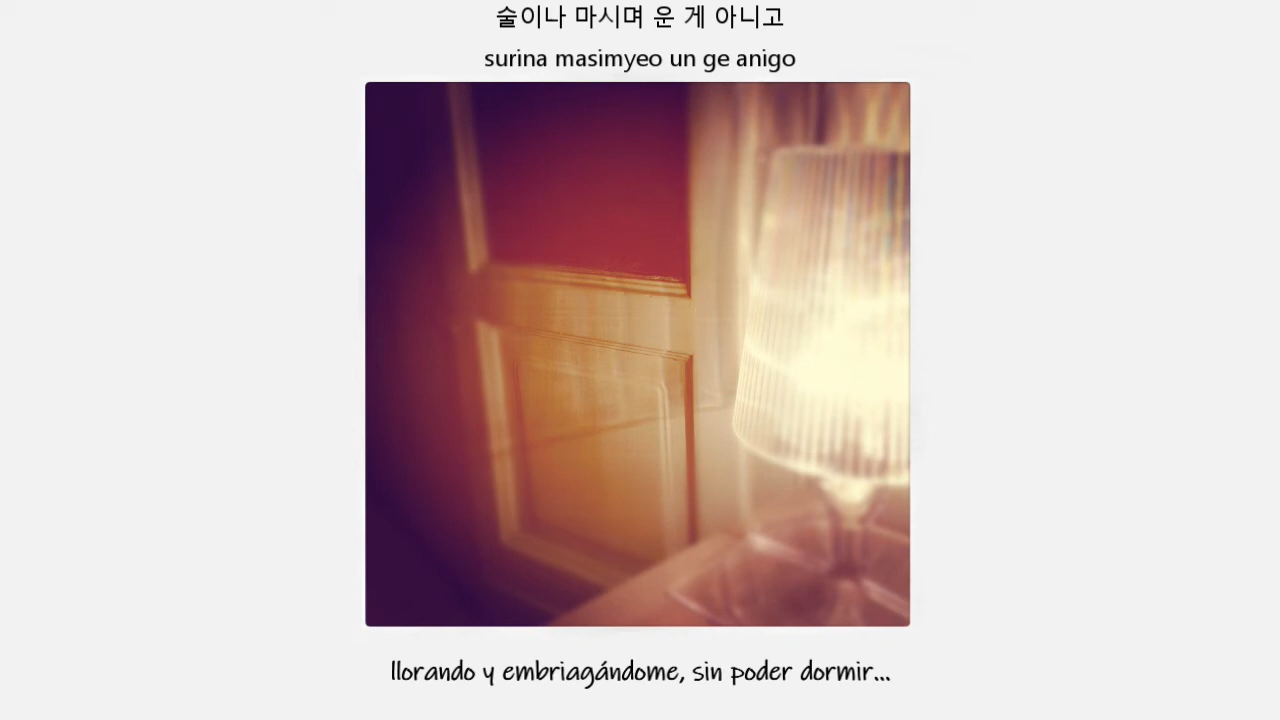 술이나 마시며 운 게 아니고
surina masimyeo un ge anigo
llorando y embriagándome, sin poder dormir...